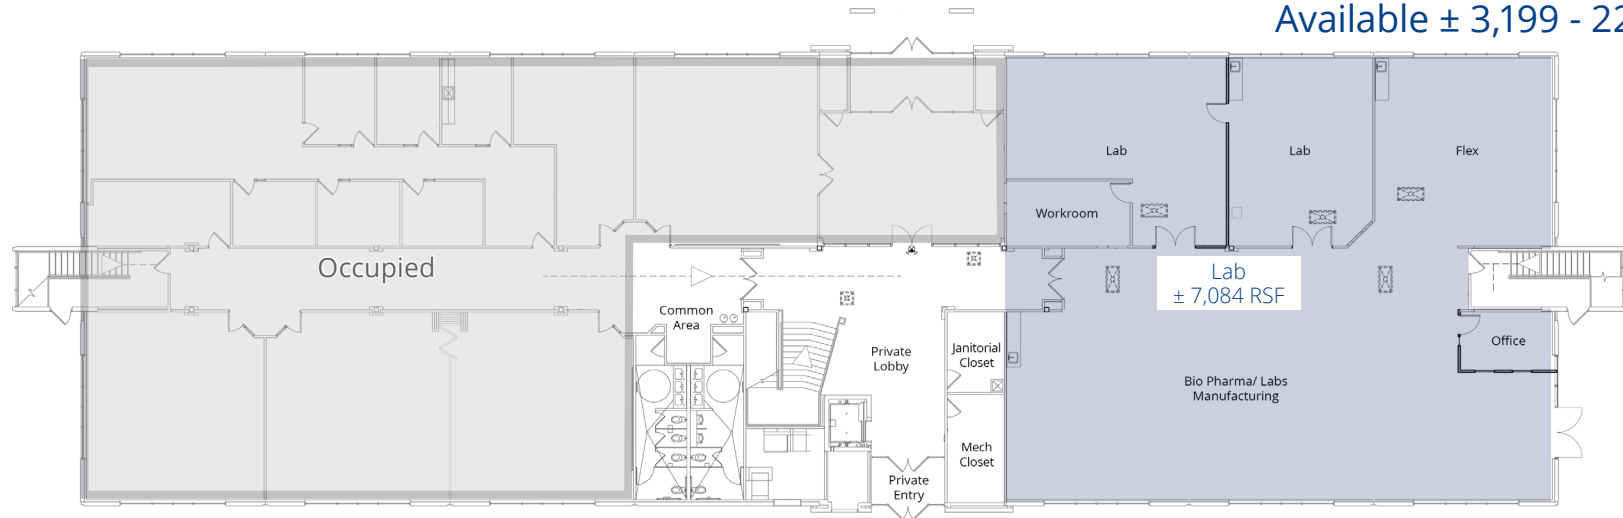 Available ± 3,199 - 22
Lab
Lab
Flex
Workroom
Occupied
Lab
± 7,084 RSF
Common
Area
Private
Lobby
Janitorial
Closet
Office
Bio Pharma/ Labs
Manufacturing
Mech
Closet
Private
Entry